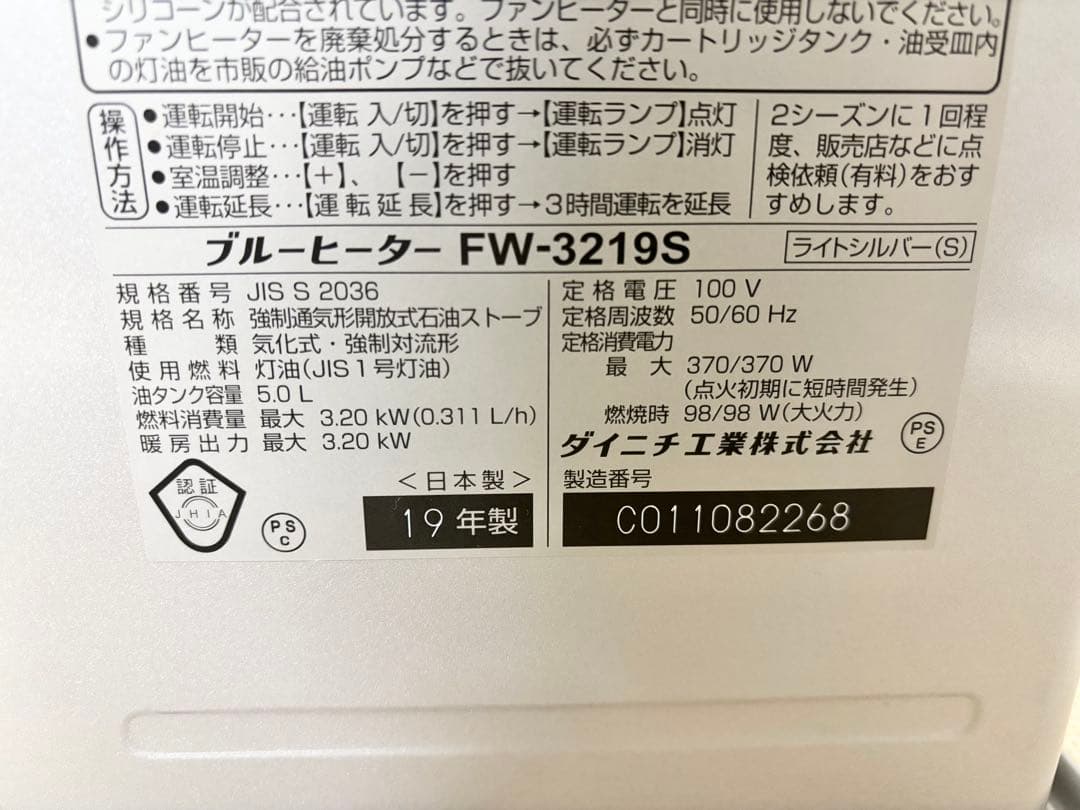 シリコーンが配合されています。ファンヒーターと同時に使用しないでください。
●ファンヒーターを廃棄処分するときは、必ずカートリッジタンク・油受皿内
の灯油を市販の給油ポンプなどで抜いてください。
操作方法
●運転開始･･･【運転 入/切】を押す→【運転ランプ】点灯
●運転停止･･･【運転 入/切】を押す→【運転ランプ】消灯
●室温調整･･･【＋】、【－】を押す
●運転延長･･･【運転延長】を押す→3時間運転を延長
2シーズンに1回程
度、販売店などに点
検依頼(有料)をおす
すめします。
ブルーヒーター FW-3219S
ライトシルバー(S)
規格番号 JIS S 2036
規格名称 強制通気形開放式石油ストーブ
種類 気化式・強制対流形
使用燃料 灯油(JIS1号灯油)
油タンク容量 5.0 L
燃料消費量 最大 3.20 kW(0.311 L/h)
暖房出力 最大 3.20 kW
認証
JHIA
PS
C
＜日本製＞
19年製
定格電圧 100 V
定格周波数 50/60 Hz
定格消費電力
最大 370/370 W
(点火初期に短時間発生)
燃焼時 98/98 W(大火力)
ダイニチ工業株式会社
PS
E
製造番号
C011082268